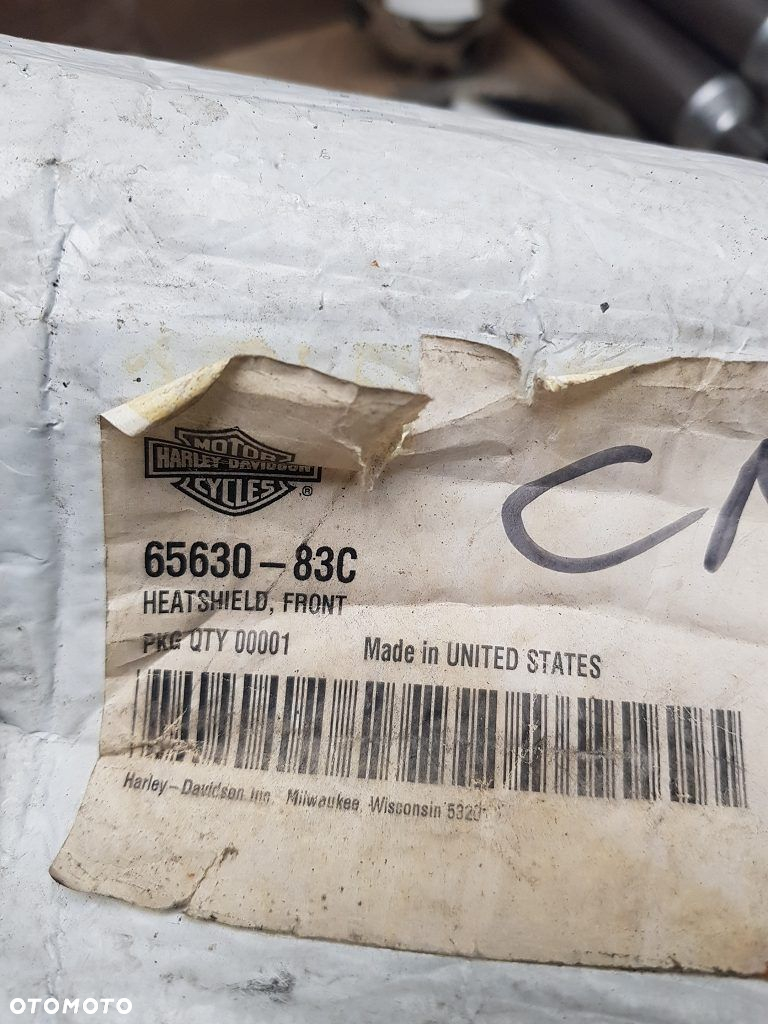 MOTOR
HARLEY-DAVIDSON
CYCLES
®
65630-83C
HEATSHIELD, FRONT
PKG QTY 00001 Made in UNITED STATES
Harley-Davidson Inc. Milwaukee, Wisconsin 5320
OTOMOTO